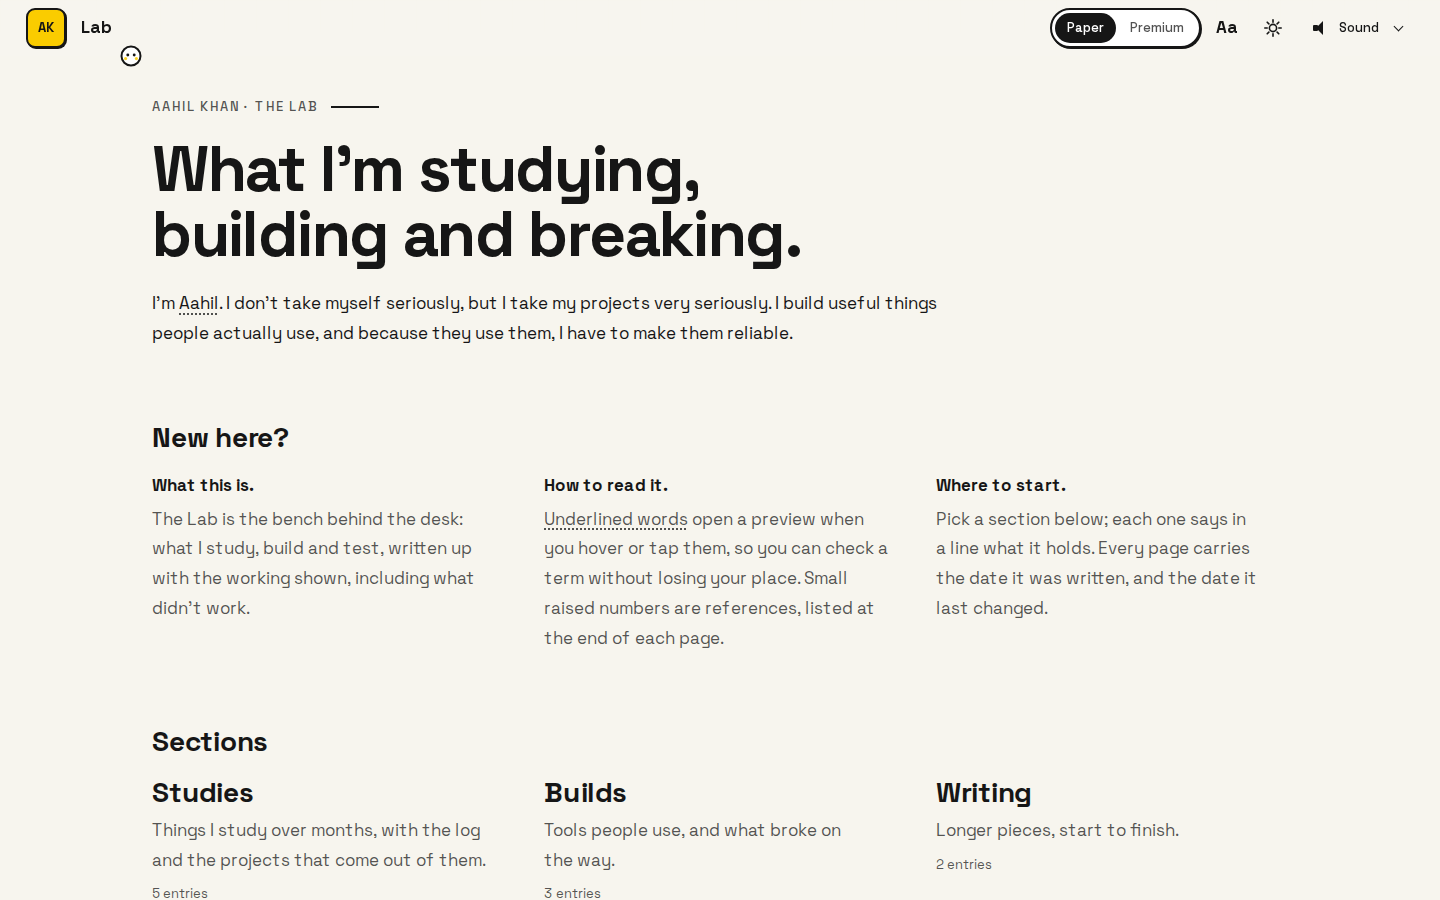 AK
Lab
Paper
Premium
Aa
Sound
AAHIL KHAN · THE LAB
What I’m studying,
building and breaking.
I’m Aahil. I don’t take myself seriously, but I take my projects very seriously. I build useful things
people actually use, and because they use them, I have to make them reliable.
New here?
What this is.
The Lab is the bench behind the desk:
what I study, build and test, written up
with the working shown, including what
didn’t work.
How to read it.
Underlined words open a preview when
you hover or tap them, so you can check a
term without losing your place. Small
raised numbers are references, listed at
the end of each page.
Where to start.
Pick a section below; each one says in
a line what it holds. Every page carries
the date it was written, and the date it
last changed.
Sections
Studies
Things I study over months, with the log
and the projects that come out of them.
5 entries
Builds
Tools people use, and what broke on
the way.
3 entries
Writing
Longer pieces, start to finish.
2 entries